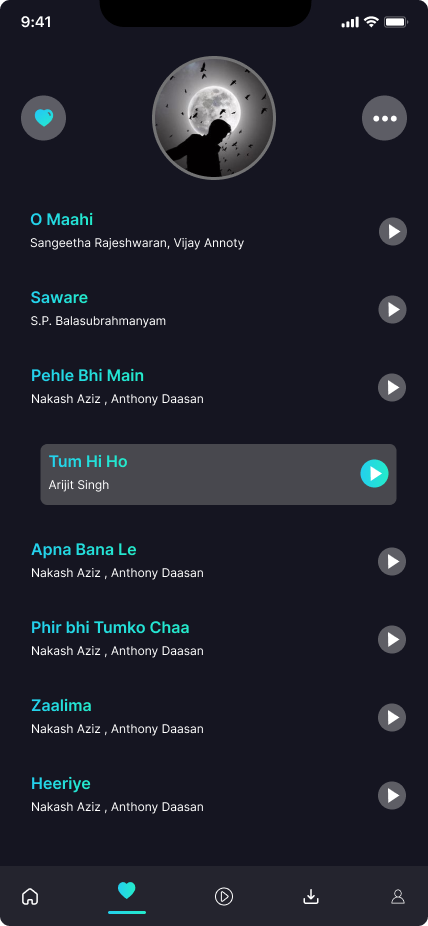 9:41
O Maahi
Sangeetha Rajeshwaran, Vijay Annoty
Saware
S.P. Balasubrahmanyam
Pehle Bhi Main
Nakash Aziz , Anthony Daasan
Tum Hi Ho
Arijit Singh
Apna Bana Le
Nakash Aziz , Anthony Daasan
Phir bhi Tumko Chaa
Nakash Aziz , Anthony Daasan
Zaalima
Nakash Aziz , Anthony Daasan
Heeriye
Nakash Aziz , Anthony Daasan